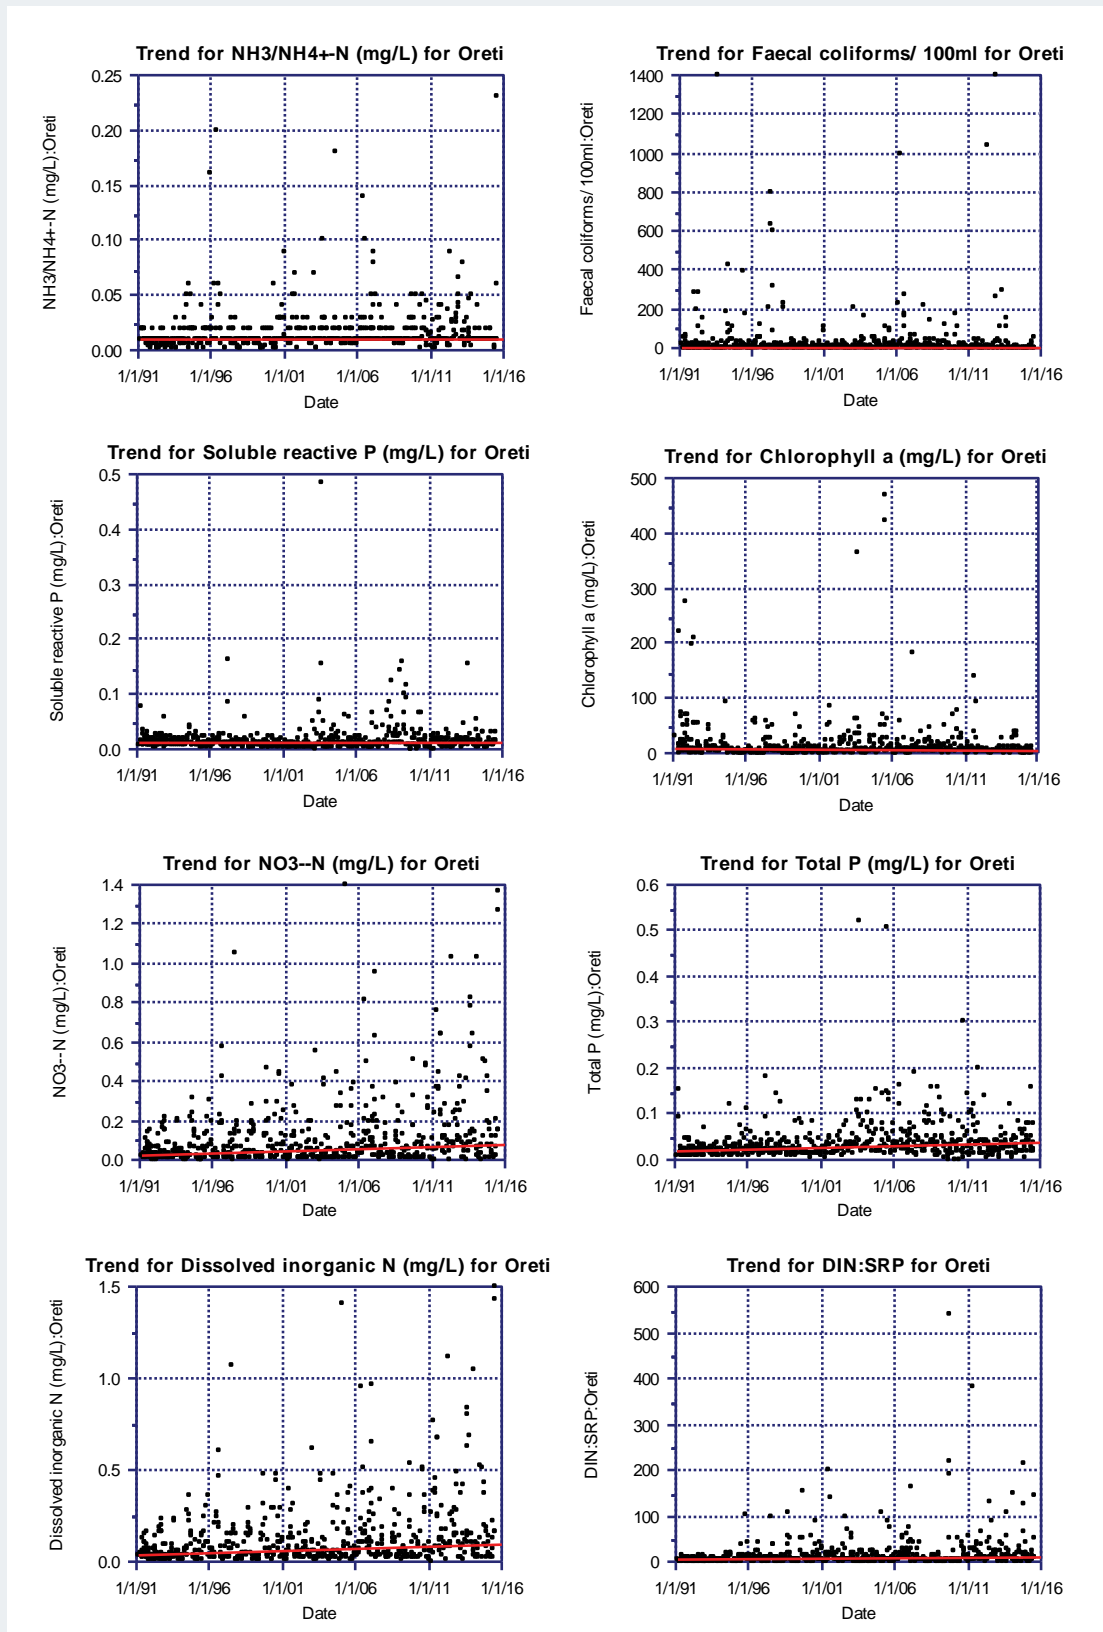 Trend for NH3/NH4+-N (mg/L) for Oreti
NH3/NH4+-N (mg/L):Oreti
0.25
0.20
0.15
0.10
0.05
0.00
1/1/91 1/1/96 1/1/01 1/1/06 1/1/11 1/1/16
Date
Trend for Faecal coliforms/ 100ml for Oreti
Faecal coliforms/ 100ml:Oreti
1400
1200
1000
800
600
400
200
0
1/1/91 1/1/96 1/1/01 1/1/06 1/1/11 1/1/16
Date
Trend for Soluble reactive P (mg/L) for Oreti
Soluble reactive P (mg/L):Oreti
0.5
0.4
0.3
0.2
0.1
0.0
1/1/91 1/1/96 1/1/01 1/1/06 1/1/11 1/1/16
Date
Trend for Chlorophyll a (mg/L) for Oreti
Chlorophyll a (mg/L):Oreti
500
400
300
200
100
0
1/1/91 1/1/96 1/1/01 1/1/06 1/1/11 1/1/16
Date
Trend for NO3--N (mg/L) for Oreti
NO3--N (mg/L):Oreti
1.4
1.2
1.0
0.8
0.6
0.4
0.2
0.0
1/1/91 1/1/96 1/1/01 1/1/06 1/1/11 1/1/16
Date
Trend for Total P (mg/L) for Oreti
Total P (mg/L):Oreti
0.6
0.5
0.4
0.3
0.2
0.1
0.0
1/1/91 1/1/96 1/1/01 1/1/06 1/1/11 1/1/16
Date
Trend for Dissolved inorganic N (mg/L) for Oreti
Dissolved inorganic N (mg/L):Oreti
1.5
1.0
0.5
0.0
1/1/91 1/1/96 1/1/01 1/1/06 1/1/11 1/1/16
Date
Trend for DIN:SRP for Oreti
DIN:SRP:Oreti
600
500
400
300
200
100
0
1/1/91 1/1/96 1/1/01 1/1/06 1/1/11 1/1/16
Date